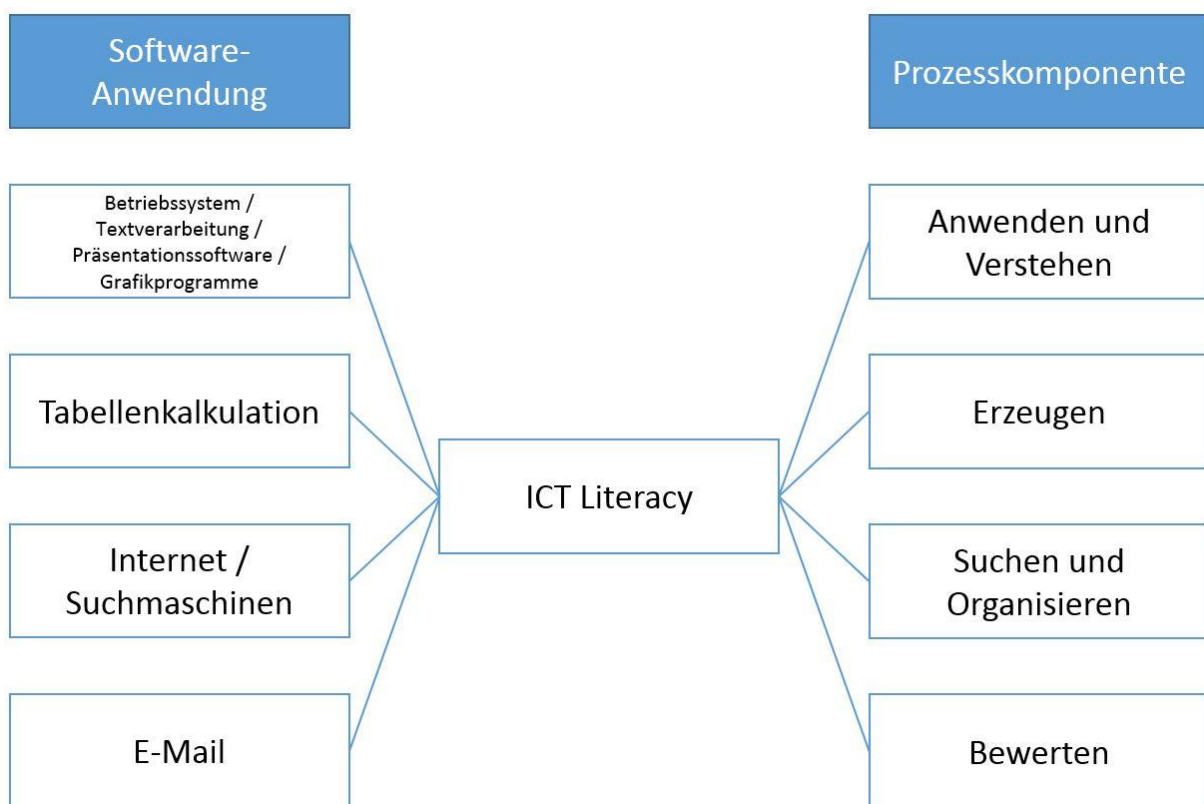 Software-
Anwendung
Prozesskomponente
Betriebssystem /
Textverarbeitung /
Präsentationssoftware /
Grafikprogramme
Anwenden und
Verstehen
Tabellenkalkulation
Erzeugen
ICT Literacy
Internet /
Suchmaschinen
Suchen und
Organisieren
E-Mail
Bewerten